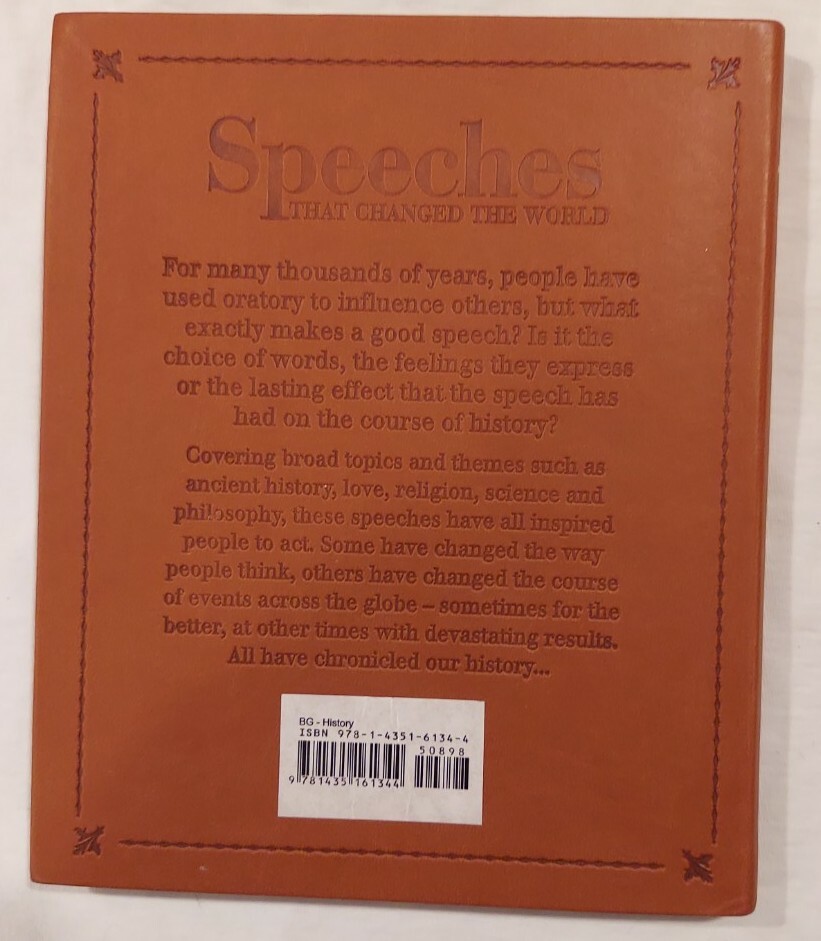 Speeches
THAT CHANGED THE WORLD
For many thousands of years, people have
used oratory to influence others, but what
exactly makes a good speech? Is it the
choice of words, the feelings they express
or the lasting effect that the speech has
had on the course of history?
Covering broad topics and themes such as
ancient history, love, religion, science and
philosophy, these speeches have all inspired
people to act. Some have changed the way
people think, others have changed the course
of events across the globe – sometimes for the
better, at other times with devastating results.
All have chronicled our history...
BG - History
ISBN 978-1-4351-6134-4
50898
9 781435 161344